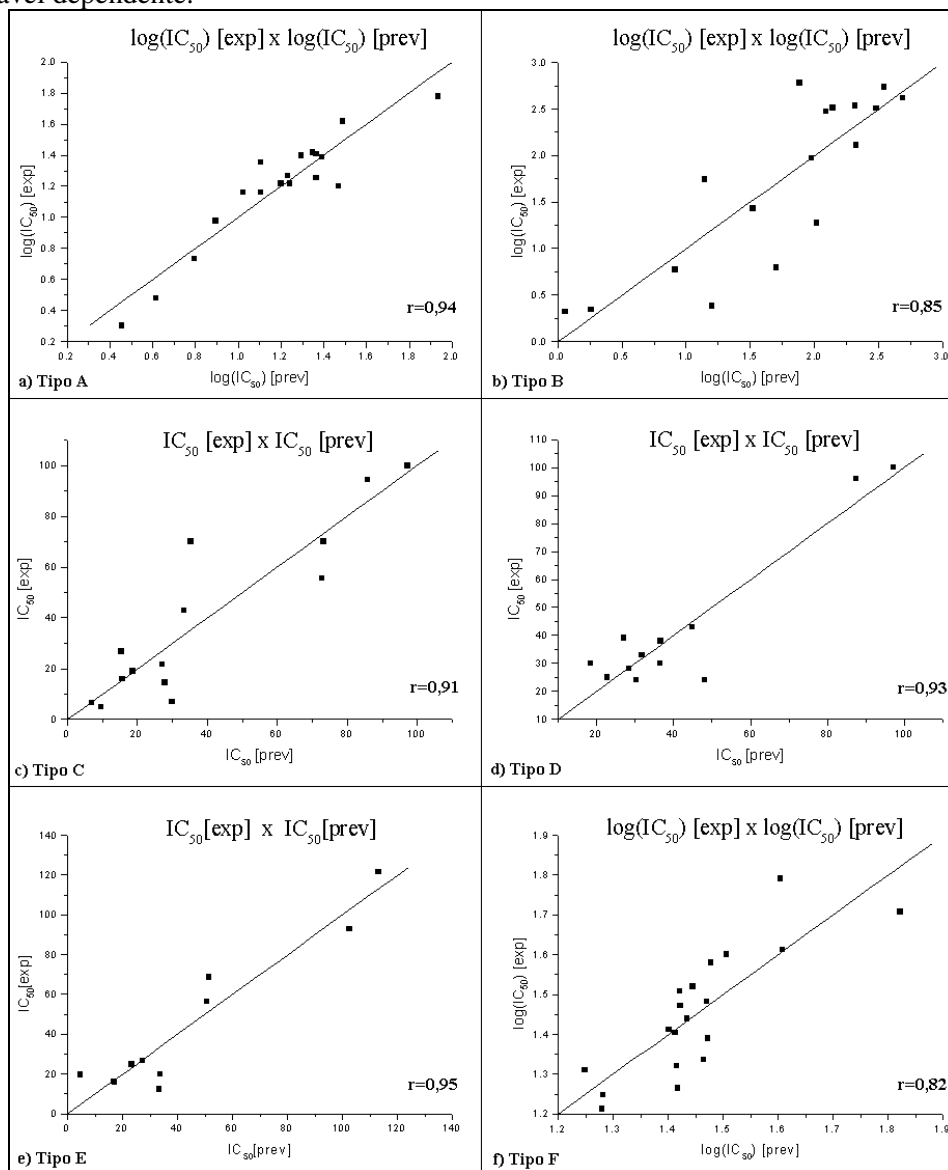 ável dependente.
log(IC50) [exp] x log(IC50) [prev]
2.0
1.8
1.6
1.4
1.2
1.0
0.8
0.6
0.4
0.2
log(IC50) [exp]
r=0,94
0.2 0.4 0.6 0.8 1.0 1.2 1.4 1.6 1.8 2.0
log(IC50) [prev]
a) Tipo A
log(IC50) [exp] x log(IC50) [prev]
3.0
2.5
2.0
1.5
1.0
0.5
0.0
log(IC50) [exp]
r=0,85
0.0 0.5 1.0 1.5 2.0 2.5 3.0
log(IC50) [prev]
b) Tipo B
IC50 [exp] x IC50 [prev]
100
80
60
40
20
0
IC50 [exp]
r=0,91
0 20 40 60 80 100
IC50 [prev]
c) Tipo C
IC50 [exp] x IC50 [prev]
110
100
90
80
70
60
50
40
30
20
10
IC50 [exp]
r=0,93
20 40 60 80 100
IC50 [prev]
d) Tipo D
IC50[exp] x IC50[prev]
140
120
100
80
60
40
20
0
IC50[exp]
r=0,95
0 20 40 60 80 100 120 140
IC50[prev]
e) Tipo E
log(IC50) [exp] x log(IC50) [prev]
1.9
1.8
1.7
1.6
1.5
1.4
1.3
1.2
log(IC50) [exp]
r=0,82
1.2 1.3 1.4 1.5 1.6 1.7 1.8 1.9
log(IC50) [prev]
f) Tipo F